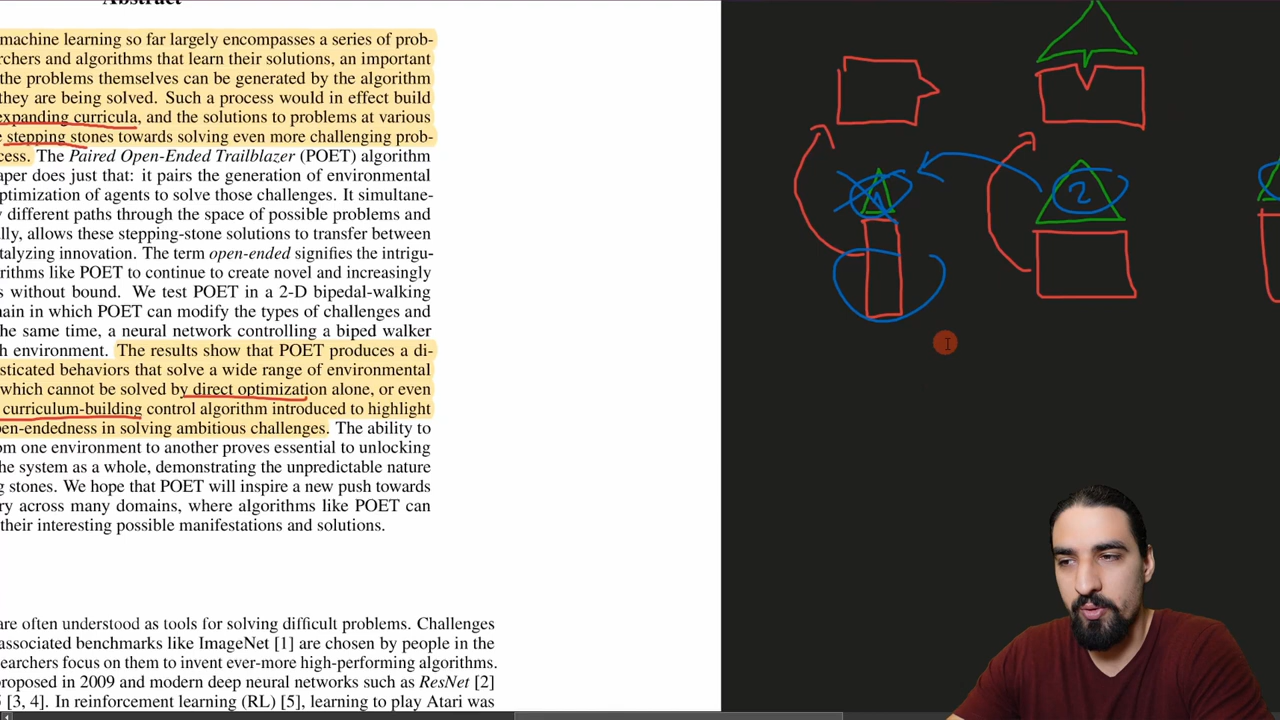 Abstract
machine learning so far largely encompasses a series of prob-
rchers and algorithms that learn their solutions, an important
the problems themselves can be generated by the algorithm
they are being solved. Such a process would in effect build
expanding curricula, and the solutions to problems at various
e stepping stones towards solving even more challenging prob-
cess. The Paired Open-Ended Trailblazer (POET) algorithm
aper does just that: it pairs the generation of environmental
ptimization of agents to solve those challenges. It simultane-
y different paths through the space of possible problems and
lly, allows these stepping-stone solutions to transfer between
talyzing innovation. The term open-ended signifies the intrigu-
rithms like POET to continue to create novel and increasingly
s without bound. We test POET in a 2-D bipedal-walking
main in which POET can modify the types of challenges and
the same time, a neural network controlling a biped walker
h environment. The results show that POET produces a di-
sticated behaviors that solve a wide range of environmental
which cannot be solved by direct optimization alone, or even
curriculum-building control algorithm introduced to highlight
pen-endedness in solving ambitious challenges. The ability to
om one environment to another proves essential to unlocking
he system as a whole, demonstrating the unpredictable nature
g stones. We hope that POET will inspire a new push towards
ry across many domains, where algorithms like POET can
their interesting possible manifestations and solutions.
are often understood as tools for solving difficult problems. Challenges
associated benchmarks like ImageNet [1] are chosen by people in the
earchers focus on them to invent ever-more high-performing algorithms.
proposed in 2009 and modern deep neural networks such as ResNet [2]
[3, 4]. In reinforcement learning (RL) [5], learning to play Atari was
1
2